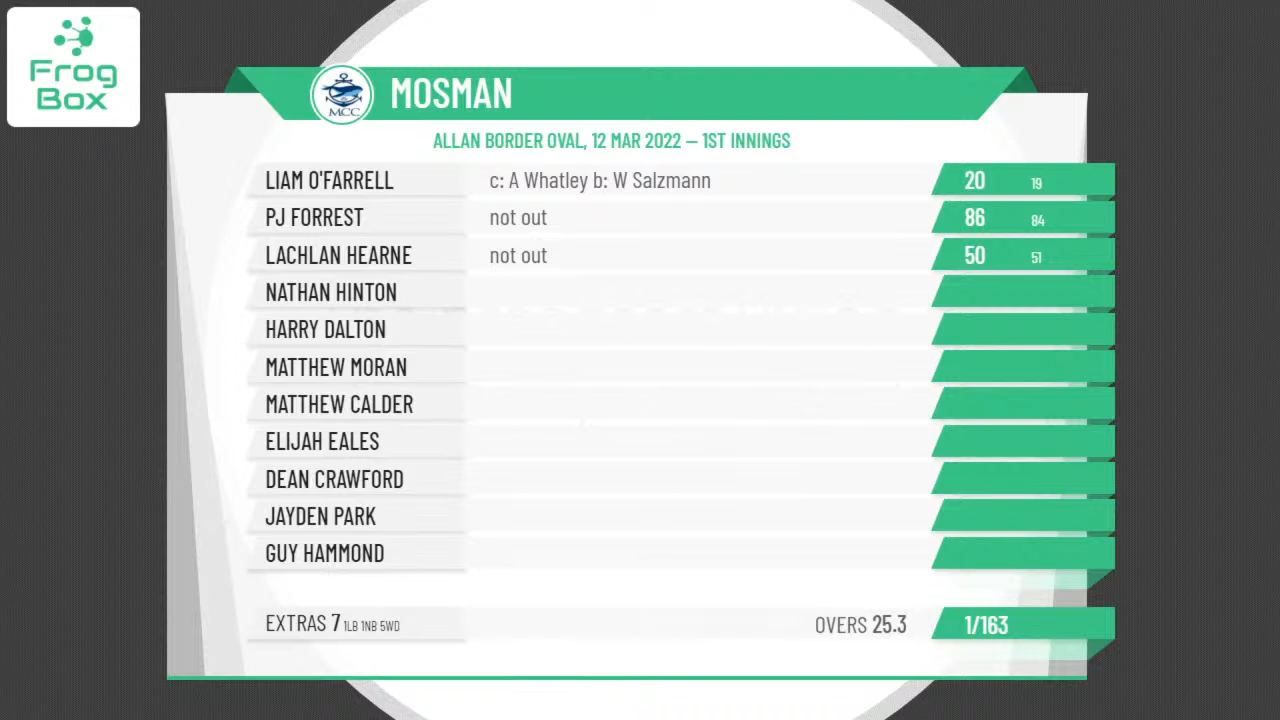 Frog
Box
MCC
MOSMAN
ALLAN BORDER OVAL, 12 MAR 2022 – 1ST INNINGS
LIAM O'FARRELL c: A Whatley b: W Salzmann 20 19
PJ FORREST not out 86 84
LACHLAN HEARNE not out 50 51
NATHAN HINTON
HARRY DALTON
MATTHEW MORAN
MATTHEW CALDER
ELIJAH EALES
DEAN CRAWFORD
JAYDEN PARK
GUY HAMMOND
EXTRAS 7 1LB 1NB 5WD OVERS 25.3 1/163